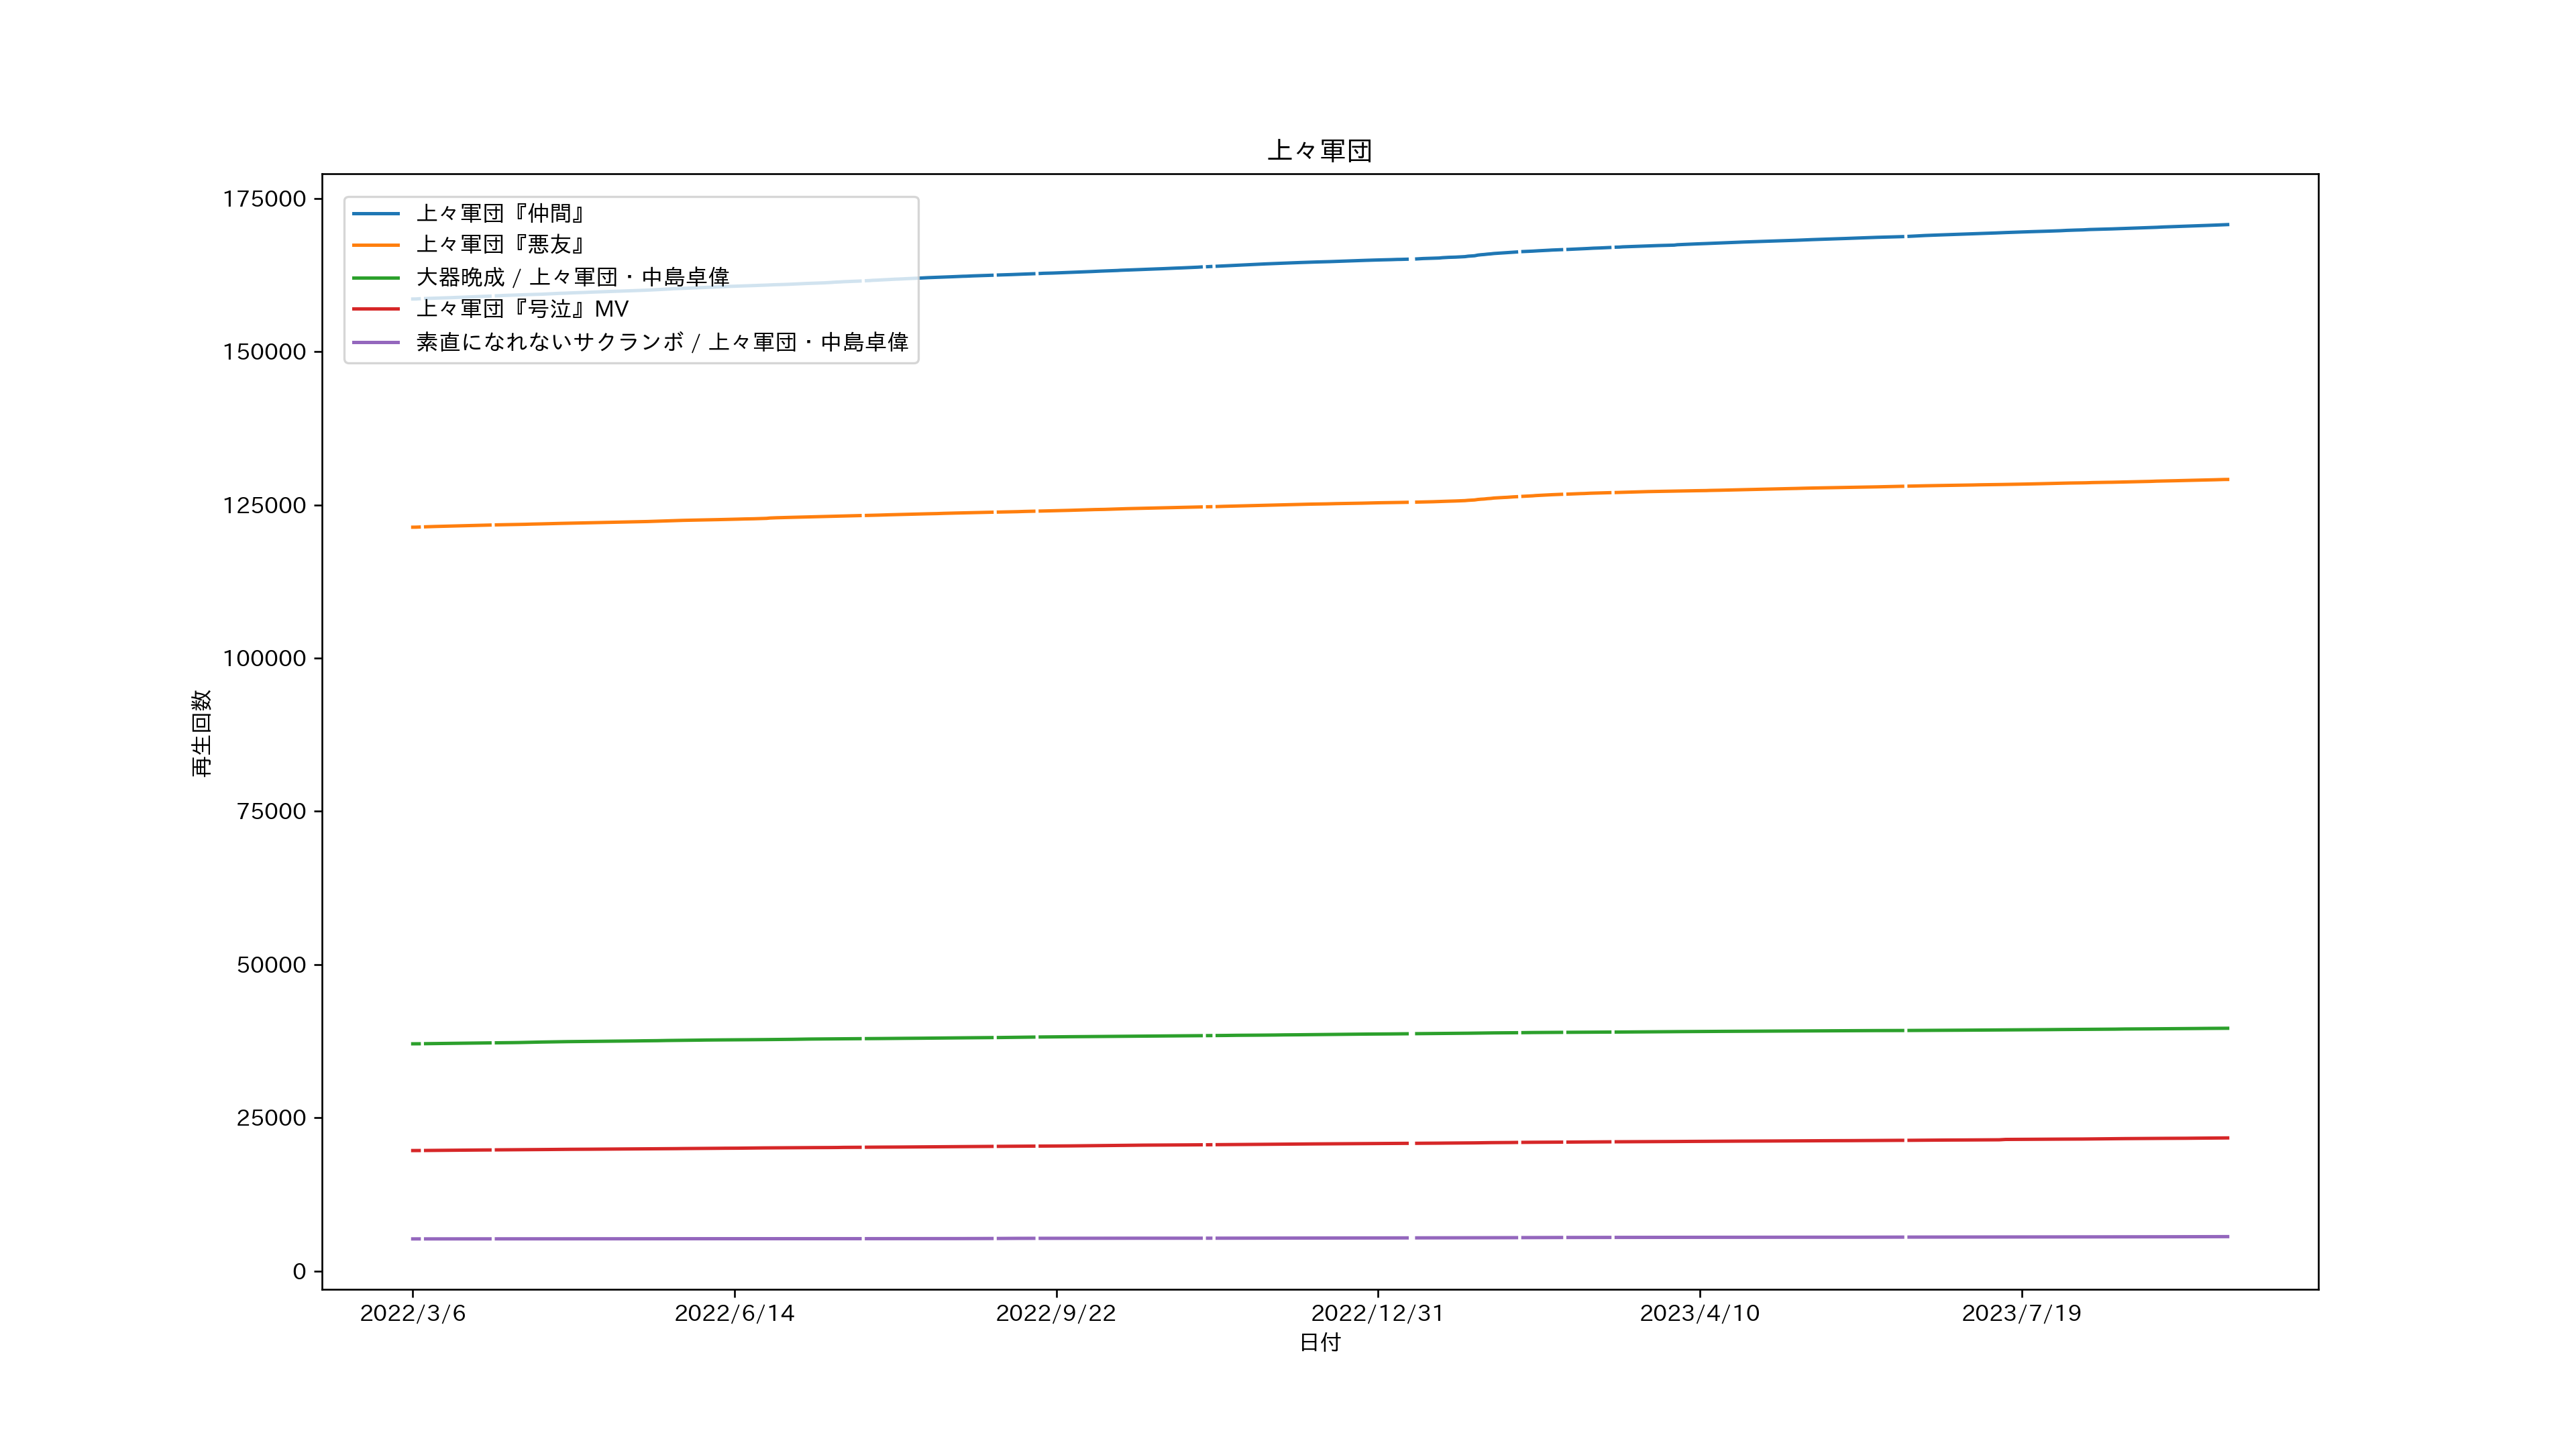 上々軍団
175000
150000
125000
100000
75000
50000
25000
0
再生回数
上々軍団『仲間』
上々軍団『悪友』
大器晩成 / 上々軍団・中島卓偉
上々軍団『号泣』MV
素直になれないサクランボ / 上々軍団・中島卓偉
2022/3/6
2022/6/14
2022/9/22
2022/12/31
2023/4/10
2023/7/19
日付